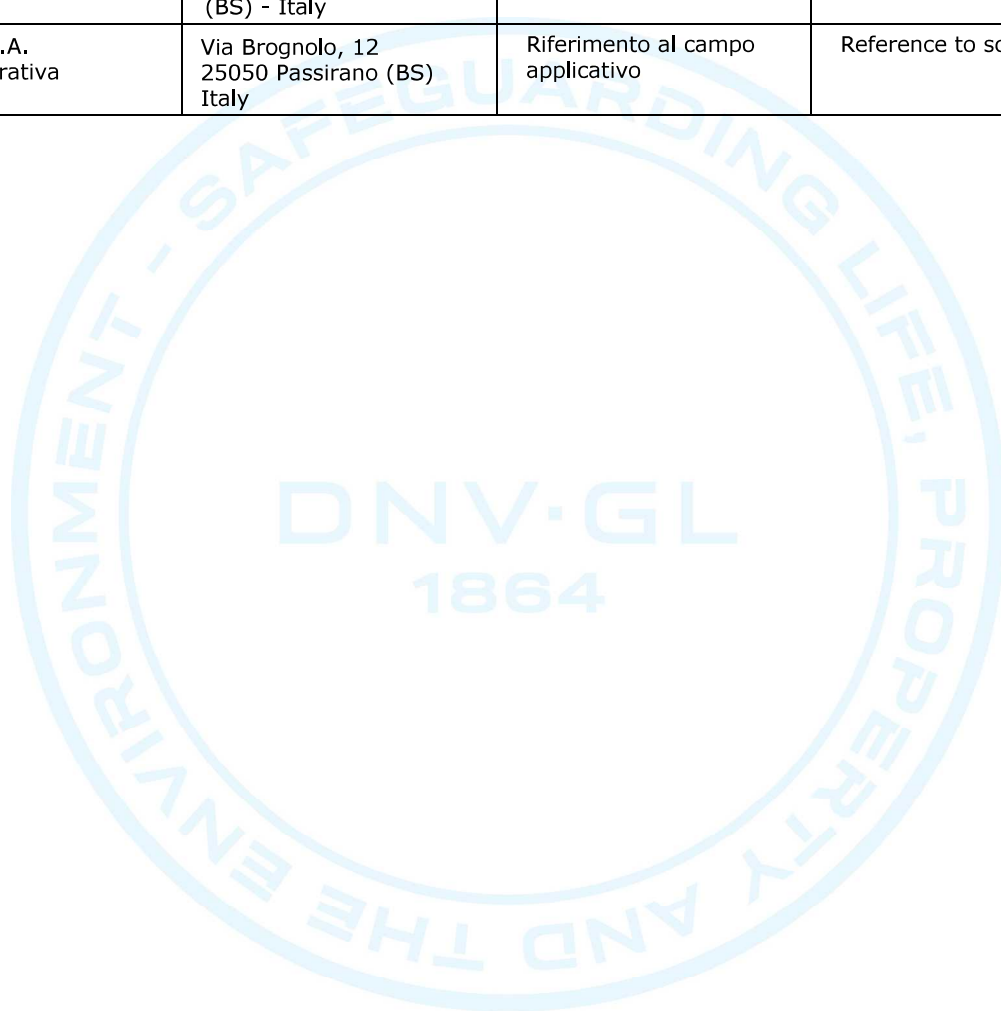 (BS) - Italy
.A.
rativa
Via Brognolo, 12
25050 Passirano (BS)
Italy
Riferimento al campo
applicativo
Reference to sc
SAFEGUARDING LIFE, PROPERTY AND THE ENVIRONMENT -
DNV·GL
1864